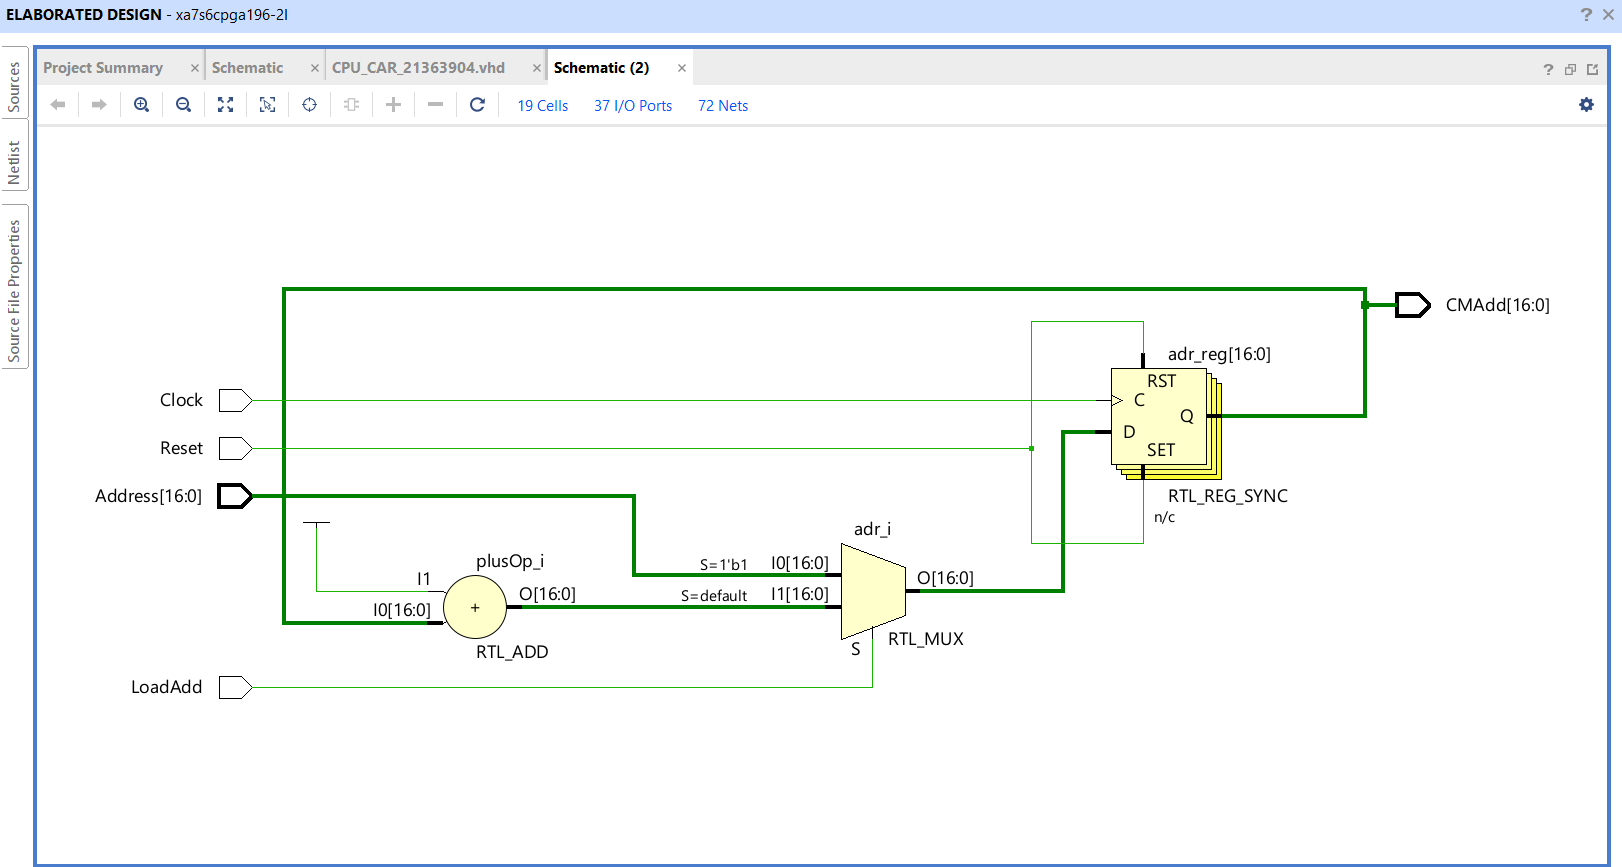 ELABORATED DESIGN - xa7s6cpga196-2I
Sources
Netlist
Source File Properties
Project Summary
Schematic
CPU_CAR_21363904.vhd
Schematic (2)
19 Cells
37 I/O Ports
72 Nets
CMAdd[16:0]
adr_reg[16:0]
RST
Clock
C
Q
D
Reset
SET
Address[16:0]
RTL_REG_SYNC
n/c
adr_i
plusOp_i
S=1'b1
I0[16:0]
I1
O[16:0]
O[16:0]
S=default
I1[16:0]
I0[16:0]
+
RTL_ADD
S
RTL_MUX
LoadAdd